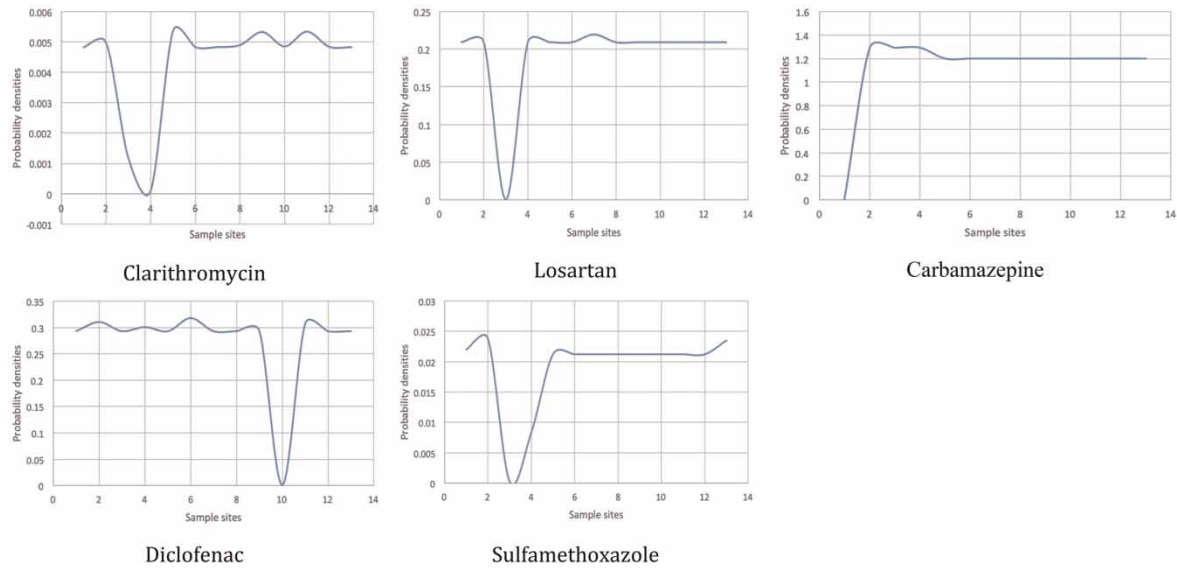 0.006
0.005
0.004
0.003
0.002
0.001
0
-0.001
Probability densities
0 2 4 6 8 10 12 14
Sample sites
Clarithromycin
0.25
0.2
0.15
0.1
0.05
0
Probability densities
0 2 4 6 8 10 12 14
Sample sites
Losartan
1.6
1.4
1.2
1
0.8
0.6
0.4
0.2
0
Probability densities
0 2 4 6 8 10 12 14
Sample sites
Carbamazepine
0.35
0.3
0.25
0.2
0.15
0.1
0.05
0
Probability densities
0 2 4 6 8 10 12 14
Sample sites
Diclofenac
0.03
0.025
0.02
0.015
0.01
0.005
0
Probability densities
0 2 4 6 8 10 12 14
Sample sites
Sulfamethoxazole